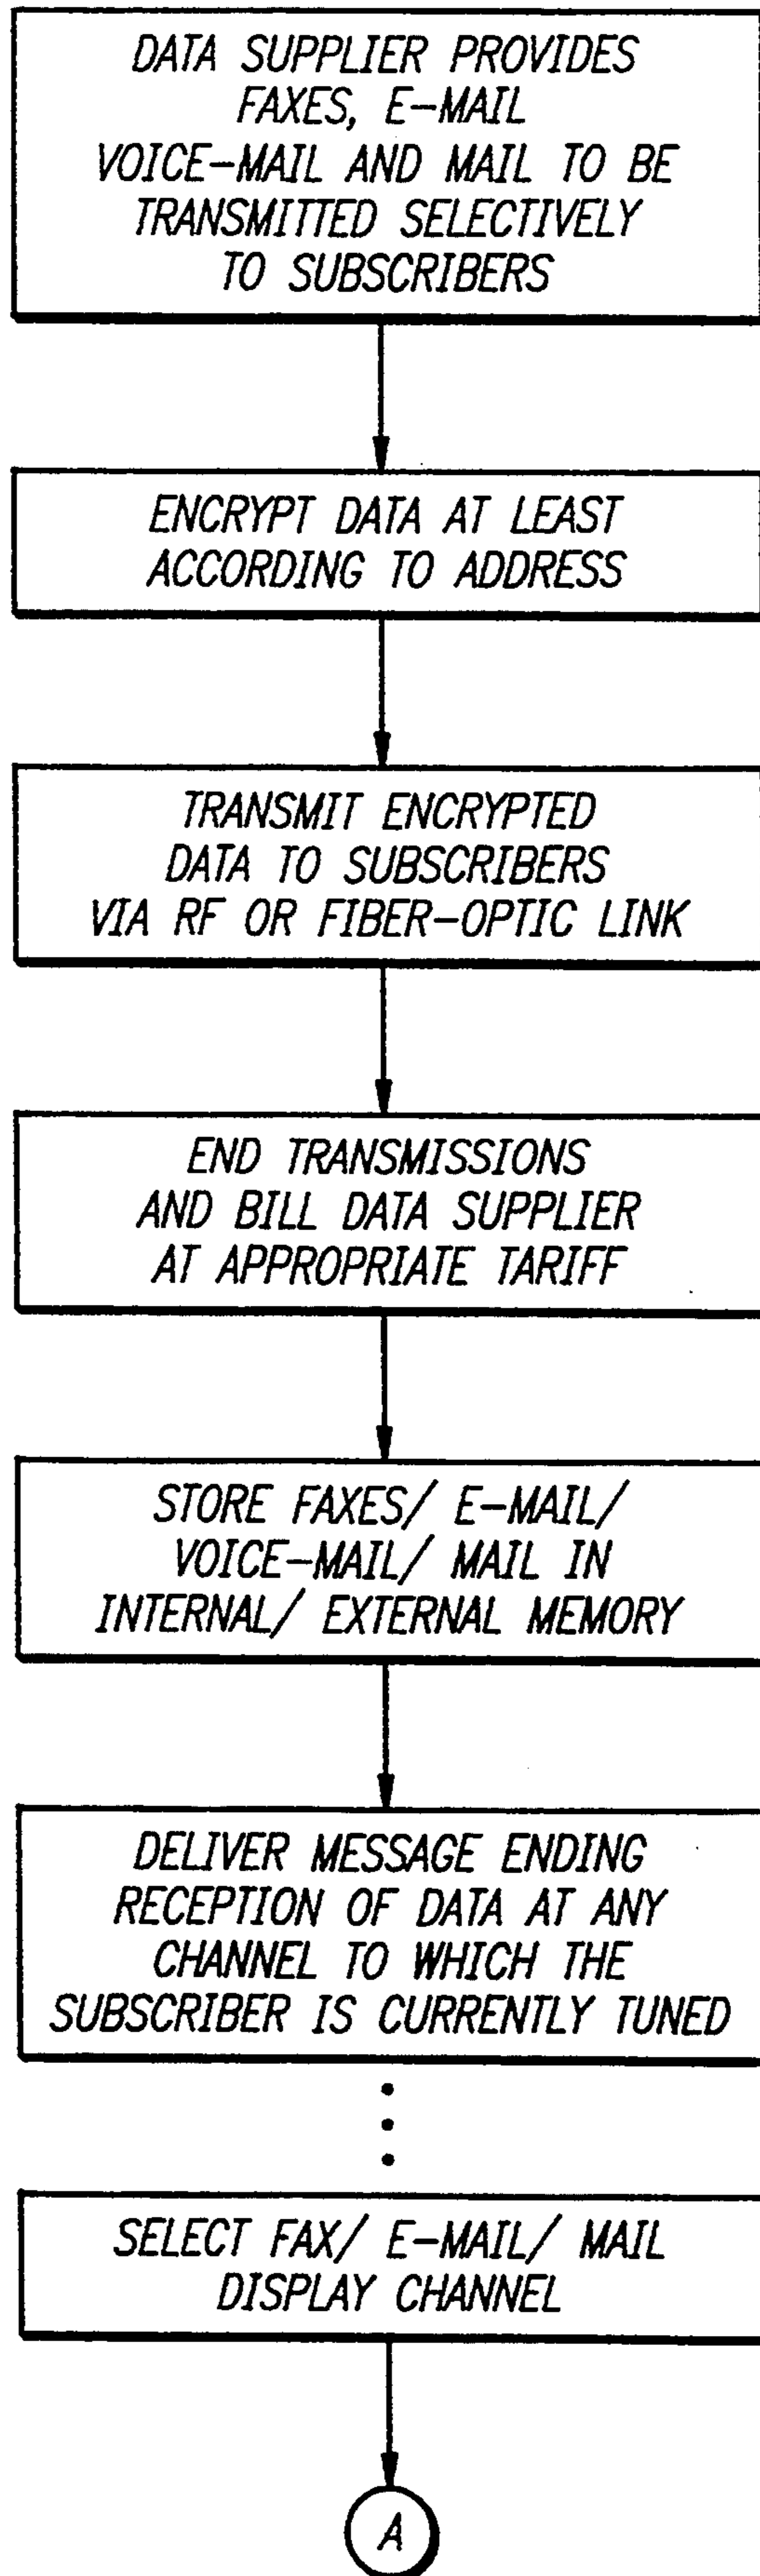 DATA SUPPLIER PROVIDES
FAXES, E-MAIL
VOICE-MAIL AND MAIL TO BE
TRANSMITTED SELECTIVELY
TO SUBSCRIBERS
ENCRYPT DATA AT LEAST
ACCORDING TO ADDRESS
TRANSMIT ENCRYPTED
DATA TO SUBSCRIBERS
VIA RF OR FIBER-OPTIC LINK
END TRANSMISSIONS
AND BILL DATA SUPPLIER
AT APPROPRIATE TARIFF
STORE FAXES/ E-MAIL/
VOICE-MAIL/ MAIL IN
INTERNAL/ EXTERNAL MEMORY
DELIVER MESSAGE ENDING
RECEPTION OF DATA AT ANY
CHANNEL TO WHICH THE
SUBSCRIBER IS CURRENTLY TUNED
SELECT FAX/ E-MAIL/ MAIL
DISPLAY CHANNEL
A